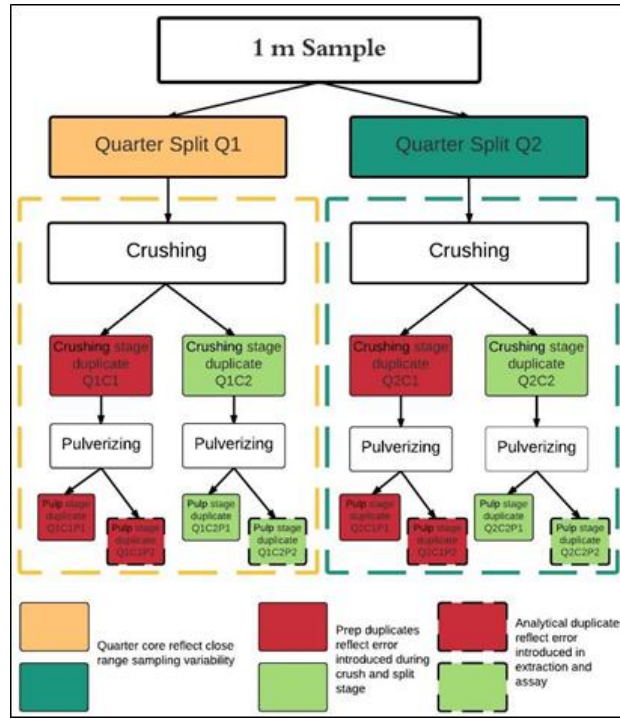 1 m Sample
Quarter Split Q1
Quarter Split Q2
Crushing
Crushing
Crushing stage
duplicate
Q1C1
Crushing stage
duplicate
Q1C2
Crushing stage
duplicate
Q2C1
Crushing stage
duplicate
Q2C2
Pulverizing
Pulverizing
Pulverizing
Pulverizing
Pulp stage
duplicate
Q1C1P1
Pulp stage
duplicate
Q1C1P2
Pulp stage
duplicate
Q1C2P1
Pulp stage
duplicate
Q1C2P2
Pulp stage
duplicate
Q2C1P1
Pulp stage
duplicate
Q2C1P2
Pulp stage
duplicate
Q2C2P1
Pulp stage
duplicate
Q2C2P2
Quarter core reflect close
range sampling variability
Prep duplicates
reflect error
introduced during
crush and split
stage
Analytical duplicates
reflect error
introduced in
extraction and
assay